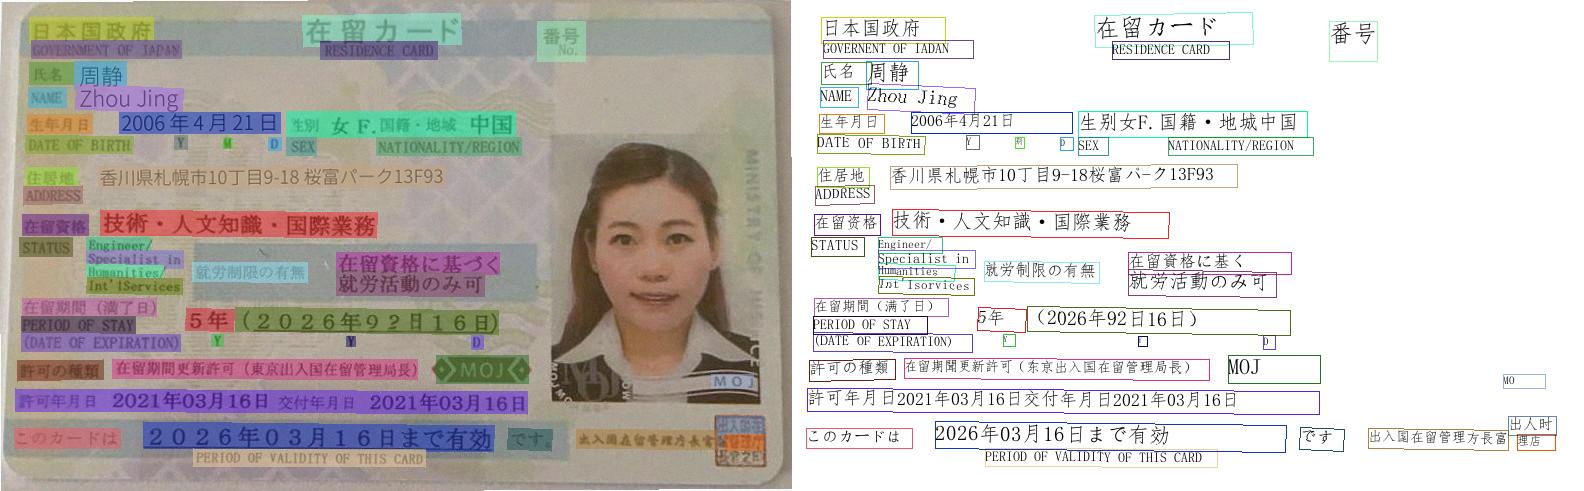 日本国政府 在留カード 番号
GOVERNMENT OF JAPAN RESIDENCE CARD No.
氏名 周静
NAME Zhou Jing
生年月日 2006年4月21日 生別 女 F. 国籍・地域 中国
DATE OF BIRTH Y M D SEX NATIONALITY/REGION
住居地 香川県札幌市10丁目9-18 桜富パーク13F93
ADDRESS
在留資格 技術・人文知識・国際業務
STATUS Engineer/
Specialist in
Humanities/
Int'lServices
就労制限の有無 在留資格に基づく
就労活動のみ可
在留期間(満了日)
PERIOD OF STAY 5年
(DATE OF EXPIRATION) Y Y D
許可の種類 在留期間更新許可(東京出入国在留管理局長) MOJ
MOJ
許可年月日 2021年03月16日 交付年月日 2021年03月16日
このカードは 2026年03月16日まで有効 です。 出入国在留管理庁長官
PERIOD OF VALIDITY OF THIS CARD
日本国政府 在留カード 番号
GOVERNMENT OF IADAN RESIDENCE CARD
氏名 周静
NAME Zhou Jing
生年月日 2006年4月21日 生别女F.国籍・地城中国
DATE OF BIRTH Y D SEX NATIONALITY/REGION
住居地 香川県札幌市10丁目9-18桜富パーク13F93
ADDRESS
在留資格 技術・人文知識・国際業務
STATUS Engineer/
Specialist in
Humanities
Int'lsorvices
就労制限の有無 在留資格に基く
就労活動のみ可
在留期間(満了日)
PERIOD OF STAY 5年 (2026年92日16日)
(DATE OF EXPIRATION) Y D
許可の種類 在留期聞更新許可(东京出入国在留管理局長) MOJ
MO
許可年月日2021年03月16日交付年月日2021年03月16日
出人时
このカードは 2026年03月16日まで有効 です 出入国在留管理方長富 理店
PERIOD OF VALIDITY OF THIS CARD